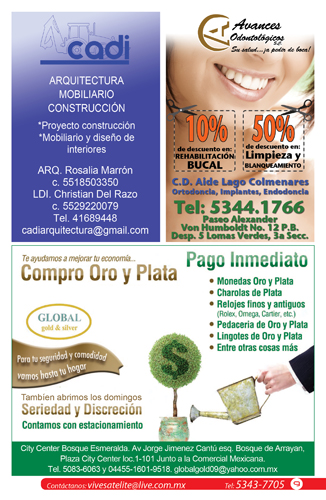 cadi
ARQUITECTURA
MOBILIARIO
CONSTRUCCIÓN
*Proyecto construcción
*Mobiliario y diseño de
interiores
ARQ. Rosalia Marrón
c. 5518503350
LDI. Christian Del Razo
c. 5529220079
Tel. 41689448
cadiarquitectura@gmail.com
Avances
Odontológicos
S.C.
Su salud...¡a pedir de boca!
10%
de descuento en:
REHABILITACIÓN
BUCAL
50%
de descuento en:
Limpieza y
BLANQUEAMIENTO
C.D. Aide Lago Colmenares
Ortodoncia, Implantes, Endodoncia
Tel: 5344.1766
Paseo Alexander
Von Humboldt No. 12 P.B.
Desp. 5 Lomas Verdes, 3a Secc.
Te ayudamos a mejorar tu economía...
Compro Oro y Plata
GLOBAL
gold & silver
Para tu seguridad y comodidad
vamos hasta tu hogar
Tambíen abrimos los domingos
Seriedad y Discreción
Contamos con estacionamiento
Pago Inmediato
• Monedas Oro y Plata
• Charolas de Plata
• Relojes finos y antiguos
(Rolex, Omega, Cartier, etc.)
• Pedaceria de Oro y Plata
• Lingotes de Oro y Plata
• Entre otras cosas más
$
City Center Bosque Esmeralda. Av Jorge Jimenez Cantú esq. Bosque de Arrayan,
Plaza City Center loc.1-101 Junto a la Comercial Mexicana.
Tel. 5083-6063 y 04455-1601-9518. globalgold09@yahoo.com.mx
Contáctanos: vivesatelite@live.com.mx
Tel: 5343-7705